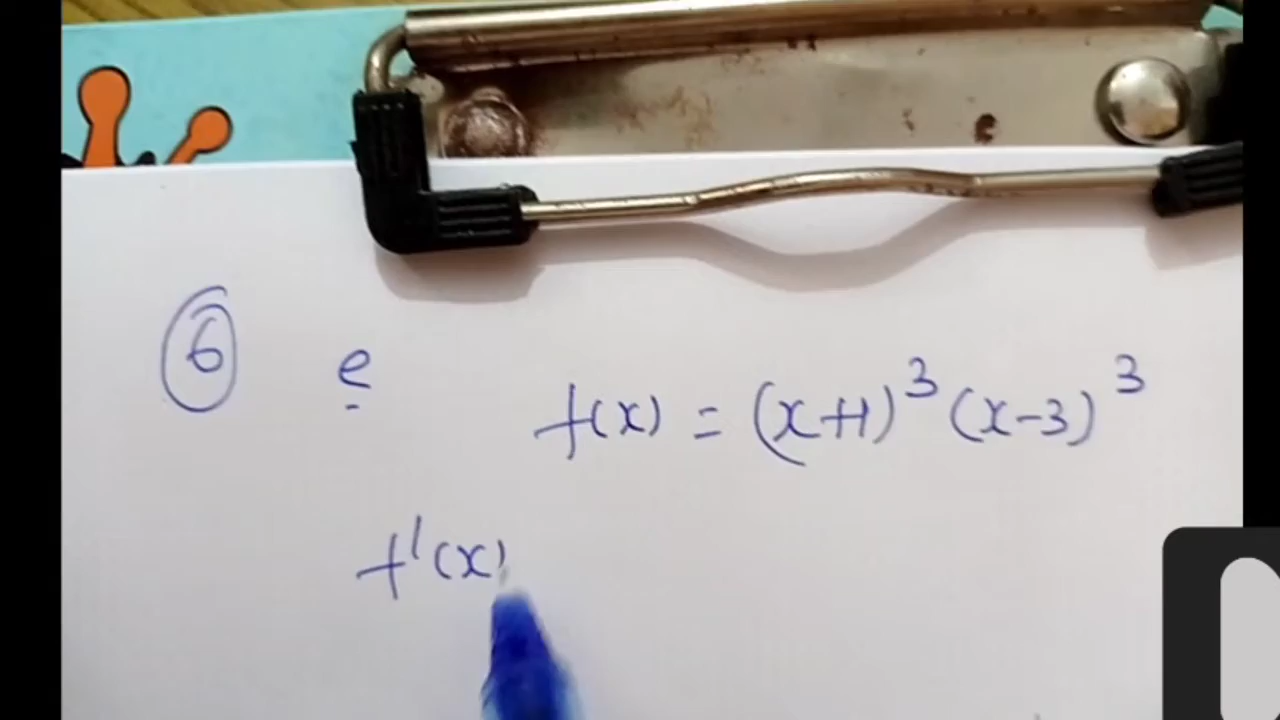 6 e f(x) = (x+1)³ (x-3)³
f'(x)